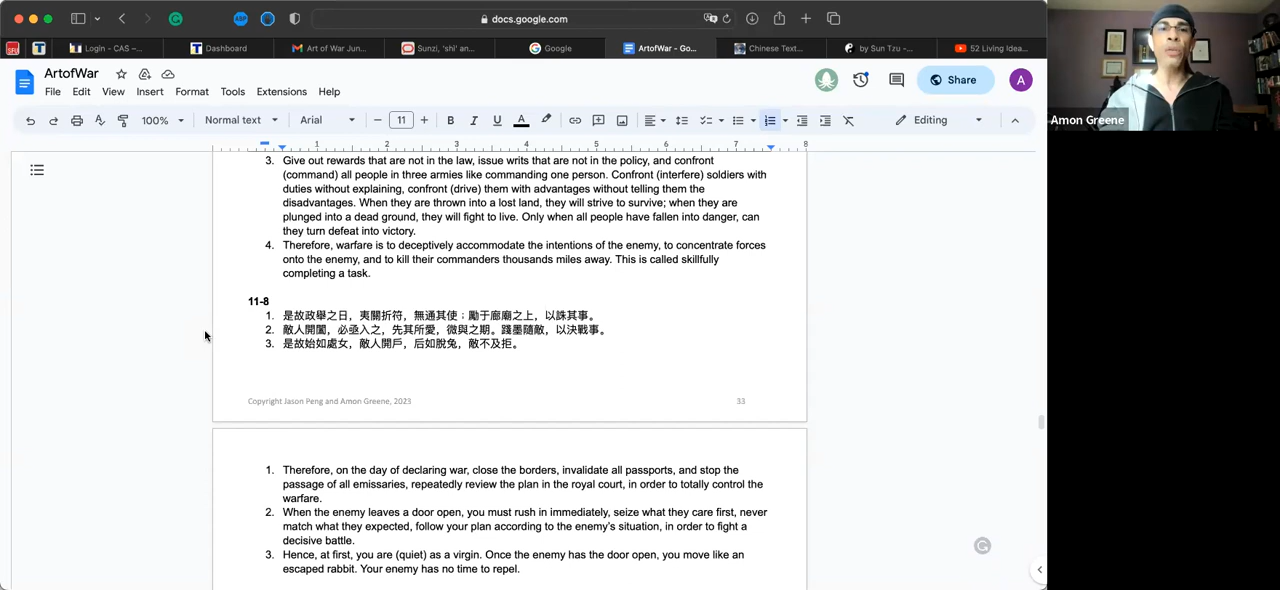 docs.google.com
Login - CAS –...
Dashboard
Art of War Jun...
Sunzi, 'shi' an...
Google
ArtofWar - Go...
Chinese Text...
by Sun Tzu -...
52 Living Idea...
ArtofWar
File Edit View Insert Format Tools Extensions Help
Share
A
100%
Normal text
Arial
11
Editing
1 2 3 4 5 6 7 8
3. Give out rewards that are not in the law, issue writs that are not in the policy, and confront
(command) all people in three armies like commanding one person. Confront (interfere) soldiers with
duties without explaining, confront (drive) them with advantages without telling them the
disadvantages. When they are thrown into a lost land, they will strive to survive; when they are
plunged into a dead ground, they will fight to live. Only when all people have fallen into danger, can
they turn defeat into victory.
4. Therefore, warfare is to deceptively accommodate the intentions of the enemy, to concentrate forces
onto the enemy, and to kill their commanders thousands miles away. This is called skillfully
completing a task.
11-8
1. 是故政舉之日，夷關折符，無通其使；勵于廊廟之上，以誅其事。
2. 敵人開闔，必亟入之，先其所愛，微與之期。踐墨隨敵，以決戰事。
3. 是故始如處女，敵人開戶，后如脫兔，敵不及拒。
Copyright Jason Peng and Amon Greene, 2023
33
1. Therefore, on the day of declaring war, close the borders, invalidate all passports, and stop the
passage of all emissaries, repeatedly review the plan in the royal court, in order to totally control the
warfare.
2. When the enemy leaves a door open, you must rush in immediately, seize what they care first, never
match what they expected, follow your plan according to the enemy's situation, in order to fight a
decisive battle.
3. Hence, at first, you are (quiet) as a virgin. Once the enemy has the door open, you move like an
escaped rabbit. Your enemy has no time to repel.
Amon Greene